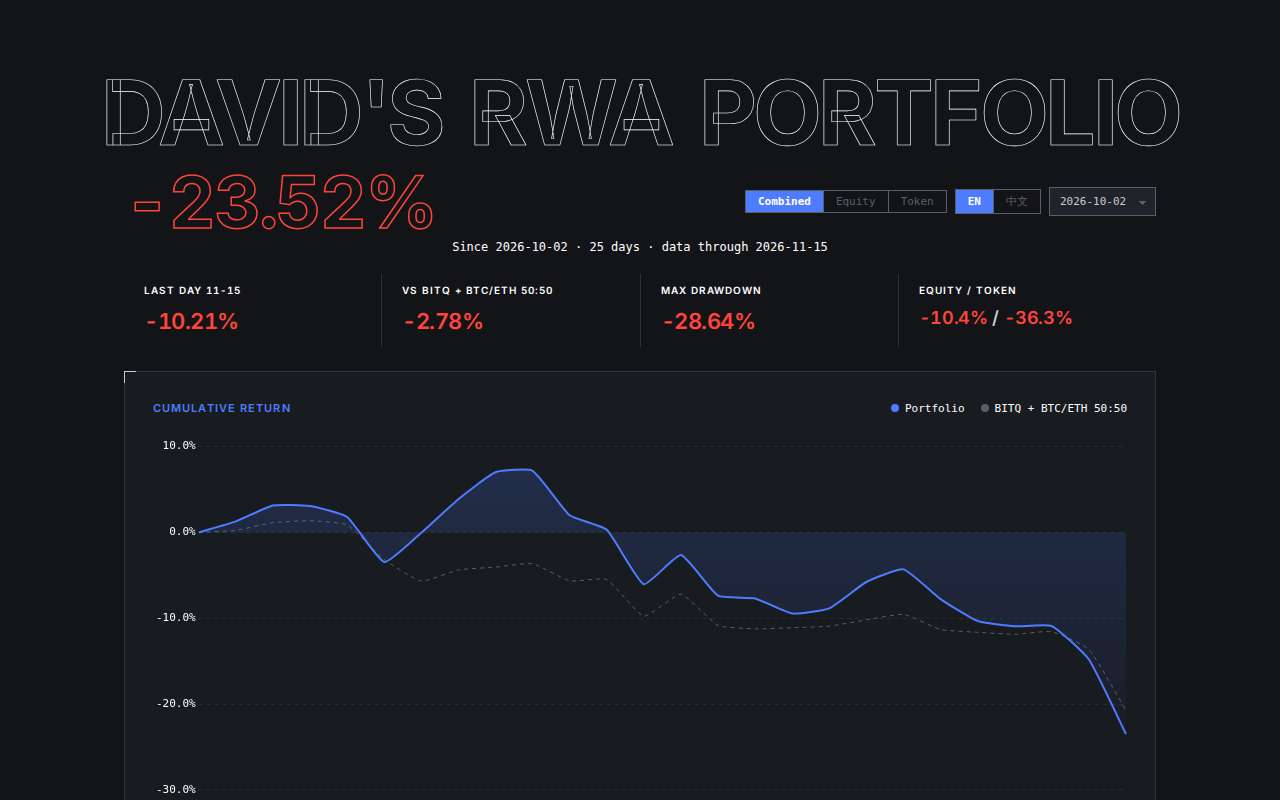 DAVID'S RWA PORTFOLIO
-23.52%
Combined Equity Token EN 中文 2026-10-02
Since 2026-10-02 · 25 days · data through 2026-11-15
LAST DAY 11-15 VS BITQ + BTC/ETH 50:50 MAX DRAWDOWN EQUITY / TOKEN
-10.21% -2.78% -28.64% -10.4% / -36.3%
CUMULATIVE RETURN Portfolio BITQ + BTC/ETH 50:50
10.0%
0.0%
-10.0%
-20.0%
-30.0%